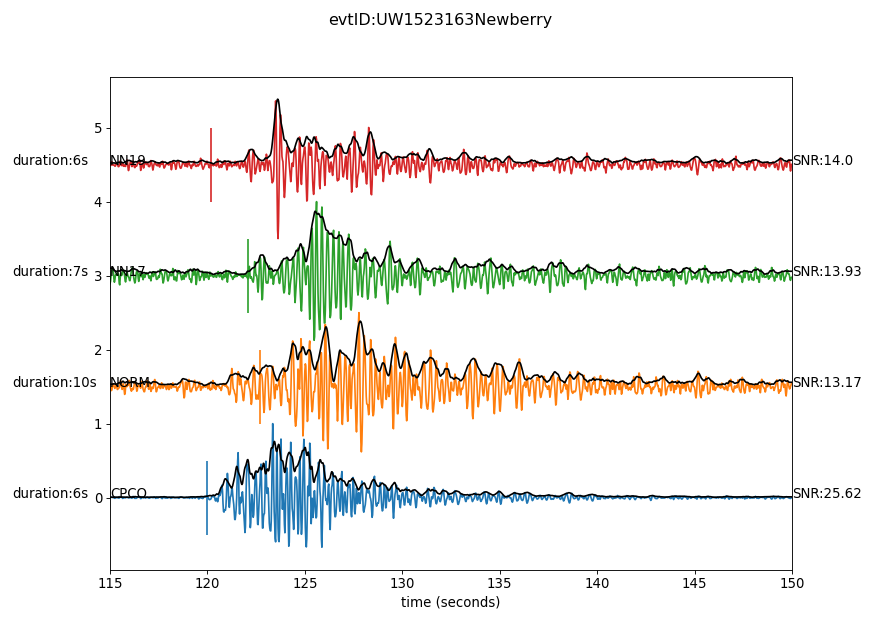 evtID:UW1523163Newberry
5
duration:6s NN19 SNR:14.0
4
duration:7s NN17 3 SNR:13.93
2
duration:10s NORM SNR:13.17
1
duration:6s CPCO 0 SNR:25.62
115 120 125 130 135 140 145 150
time (seconds)